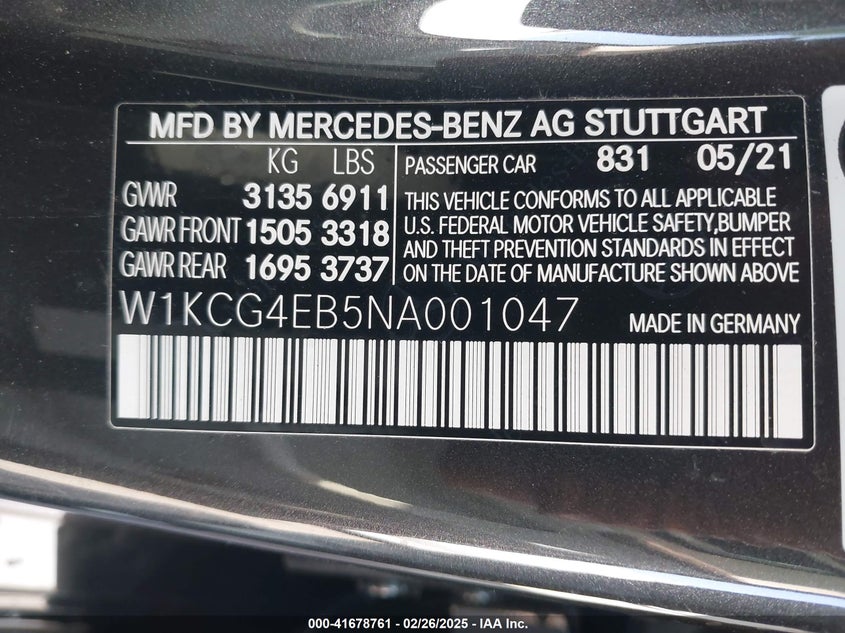 MFD BY MERCEDES-BENZ AG STUTTGART
KG LBS
GVWR 3135 6911
GAWR FRONT 1505 3318
GAWR REAR 1695 3737
PASSENGER CAR 831 05/21
THIS VEHICLE CONFORMS TO ALL APPLICABLE
U.S. FEDERAL MOTOR VEHICLE SAFETY,BUMPER
AND THEFT PREVENTION STANDARDS IN EFFECT
ON THE DATE OF MANUFACTURE SHOWN ABOVE
W1KCG4EB5NA001047 MADE IN GERMANY
000-41678761 - 02/26/2025 - IAA Inc.